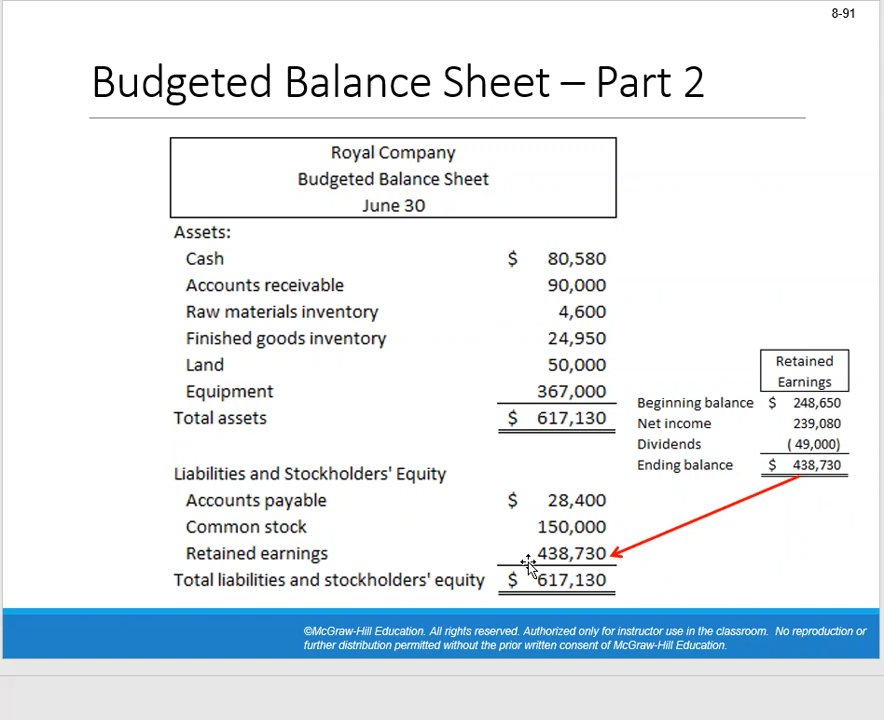 8-91
Budgeted Balance Sheet – Part 2
Royal Company
Budgeted Balance Sheet
June 30
Assets:
Cash $ 80,580
Accounts receivable 90,000
Raw materials inventory 4,600
Finished goods inventory 24,950
Land 50,000
Equipment 367,000
Total assets $ 617,130
Retained
Earnings
Beginning balance $ 248,650
Net income 239,080
Dividends ( 49,000)
Ending balance $ 438,730
Liabilities and Stockholders' Equity
Accounts payable $ 28,400
Common stock 150,000
Retained earnings 438,730
Total liabilities and stockholders' equity $ 617,130
©McGraw-Hill Education. All rights reserved. Authorized only for instructor use in the classroom. No reproduction or
further distribution permitted without the prior written consent of McGraw-Hill Education.